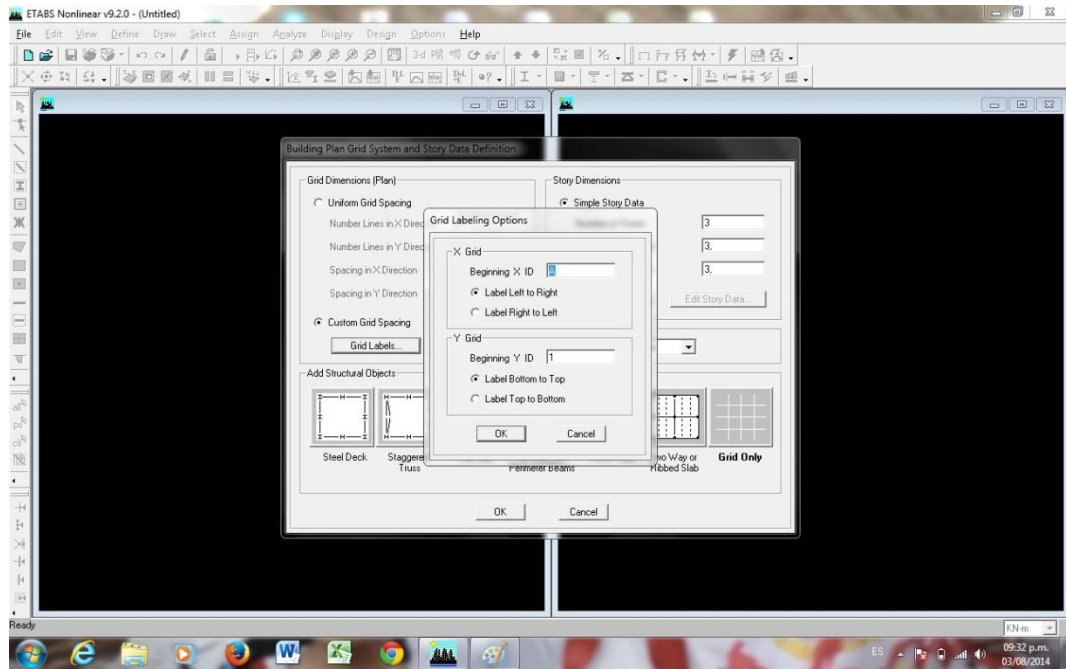 ETABS Nonlinear v9.2.0 - (Untitled)
File Edit View Define Draw Select Assign Analyze Display Design Options Help
3-d
Building Plan Grid System and Story Data Definition
Grid Dimensions (Plan)
Uniform Grid Spacing
Number Lines in X Direc
Number Lines in Y Direc
Spacing in X Direction
Spacing in Y Direction
Custom Grid Spacing
Grid Labels...
Story Dimensions
Simple Story Data
3
3,
3,
Edit Story Data...
Grid Labeling Options
X Grid
Beginning X ID A
Label Left to Right
Label Right to Left
Y Grid
Beginning Y ID 1
Label Bottom to Top
Label Top to Bottom
OK Cancel
Add Structural Objects
Steel Deck
Staggere
Truss
Perimeter Beams
wo Way or
Ribbed Slab
Grid Only
OK Cancel
Ready
KN-m
ES
09:32 p.m.
03/08/2014